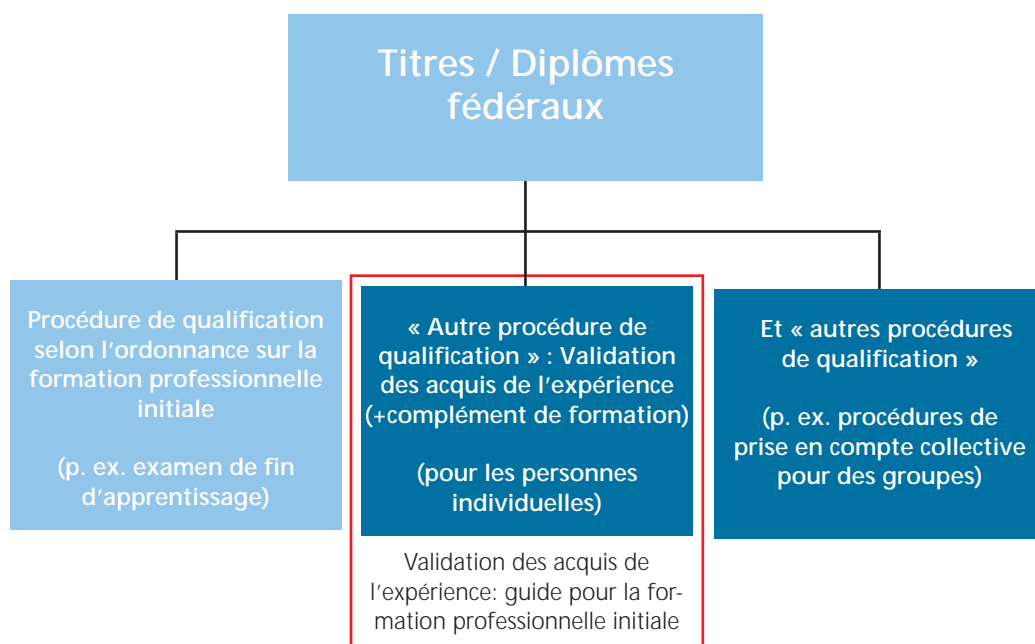 Titres / Diplômes
fédéraux
Procédure de qualification
selon l'ordonnance sur la
formation professionnelle
initiale
(p. ex. examen de fin
d'apprentissage)
« Autre procédure de
qualification » : Validation
des acquis de l'expérience
(+complément de formation)
(pour les personnes
individuelles)
Validation des acquis de
l'expérience: guide pour la for-
mation professionnelle initiale
Et « autres procédures
de qualification »
(p. ex. procédures de
prise en compte collective
pour des groupes)